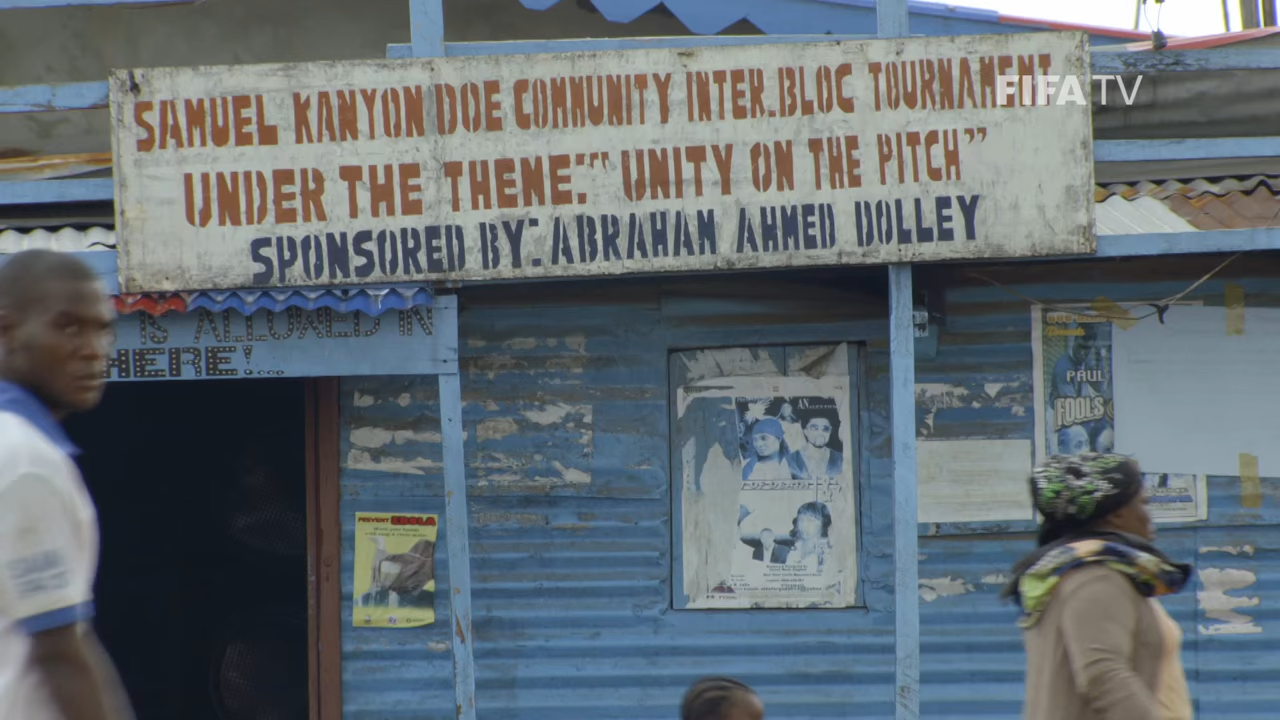 FIFA TV
SAMUEL KANYON DOE COMMUNITY INTER.BLOC TOURNAMENT
UNDER THE THEME:"" UNITY ON THE PITCH"
SPONSORED BY: ABRAHAM AHMED DOLLEY
IS ALLOWED IN
HERE!....
PAUL
FOOLS
PREVENT EBOLA